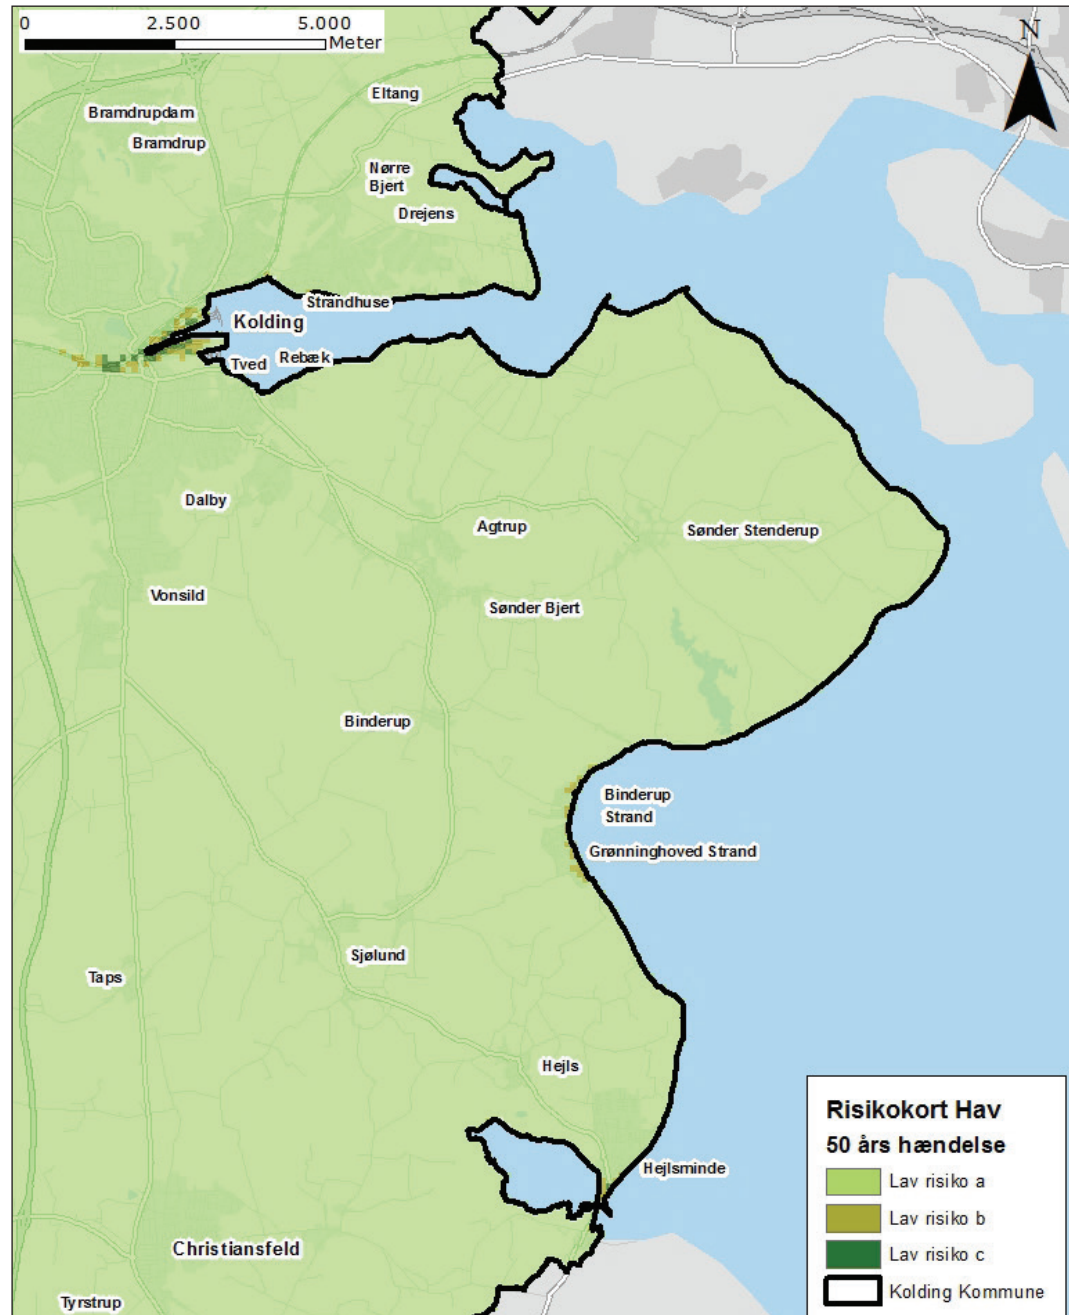 0 2.500 5.000
Meter
N
Eltang
Bramdrupdam
Bramdrup
Nørre
Bjert
Drejens
Strandhuse
Kolding
Tved
Rebæk
Dalby
Agtrup
Sønder Stenderup
Vonsild
Sønder Bjert
Binderup
Binderup
Strand
Grønninghoved Strand
Sjølund
Taps
Hejls
Hejlsminde
Christiansfeld
Tyrstrup
Risikokort Hav
50 års hændelse
Lav risiko a
Lav risiko b
Lav risiko c
Kolding Kommune